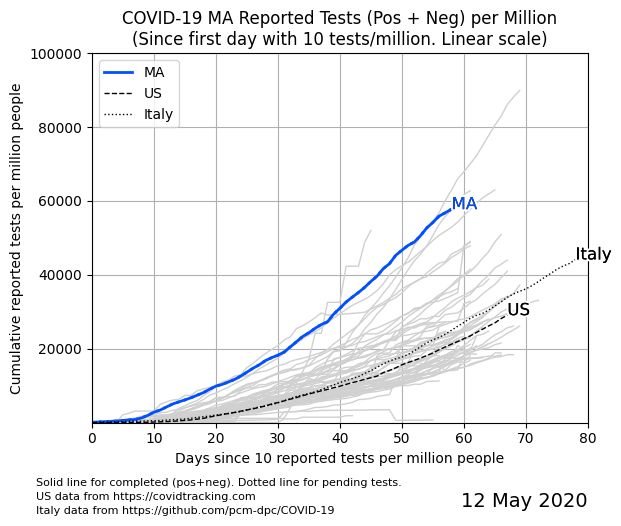 COVID-19 MA Reported Tests (Pos + Neg) per Million
(Since first day with 10 tests/million. Linear scale)
Cumulative reported tests per million people
100000
80000
60000
40000
20000
MA
US
Italy
MA
Italy
US
0 10 20 30 40 50 60 70 80
Days since 10 reported tests per million people
Solid line for completed (pos+neg). Dotted line for pending tests.
US data from https://covidtracking.com
Italy data from https://github.com/pcm-dpc/COVID-19
12 May 2020